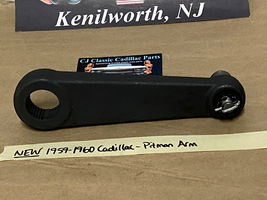 Kenilworth, NJ
CJ Classic Cadillac Parts
NEW 1959-1960 Cadillac - Pitman Arm